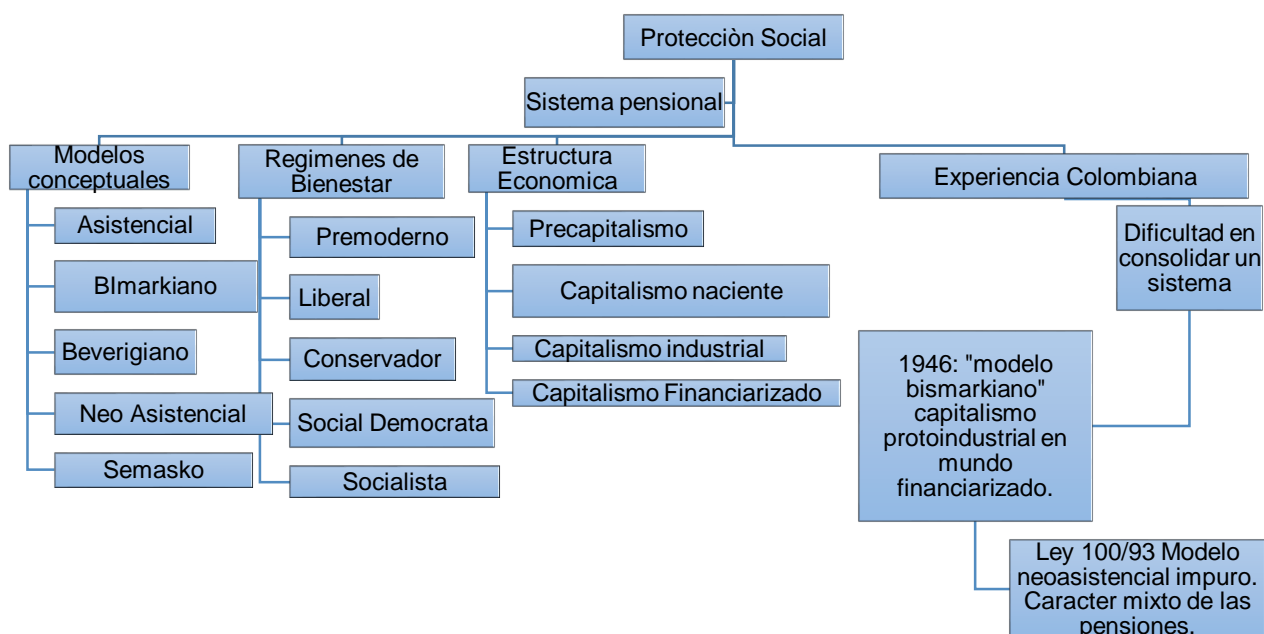 Protecciòn Social
Sistema pensional
Modelos
conceptuales
Asistencial
BImarkiano
Beverigiano
Neo Asistencial
Semasko
Regimenes de
Bienestar
Premoderno
Liberal
Conservador
Social Democrata
Socialista
Estructura
Economica
Precapitalismo
Capitalismo naciente
Capitalismo industrial
Capitalismo Financiarizado
Experiencia Colombiana
Dificultad en
consolidar un
sistema
1946: "modelo
bismarkiano"
capitalismo
protoindustrial en
mundo
financiarizado.
Ley 100/93 Modelo
neoasistencial impuro.
Caracter mixto de las
pensiones.